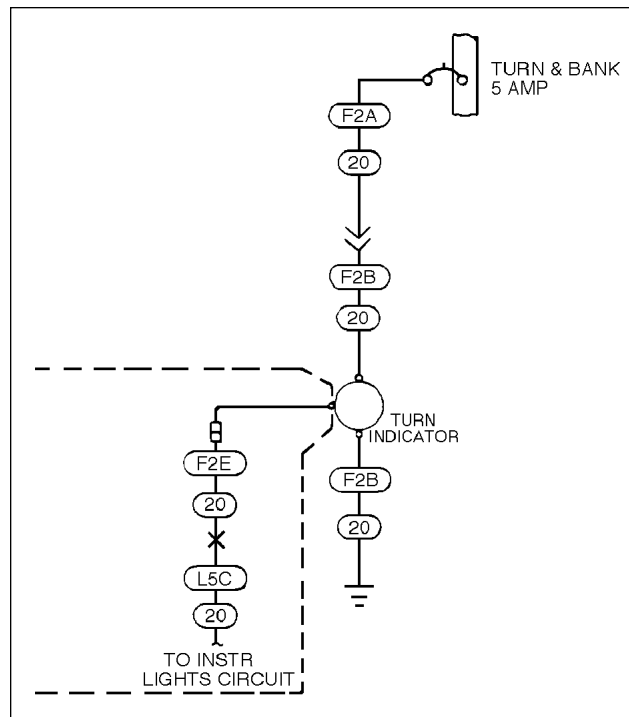 TURN & BANK
5 AMP
F2A
20
F2B
20
TURN
INDICATOR
F2E
20
F2B
20
L5C
20
TO INSTR
LIGHTS CIRCUIT